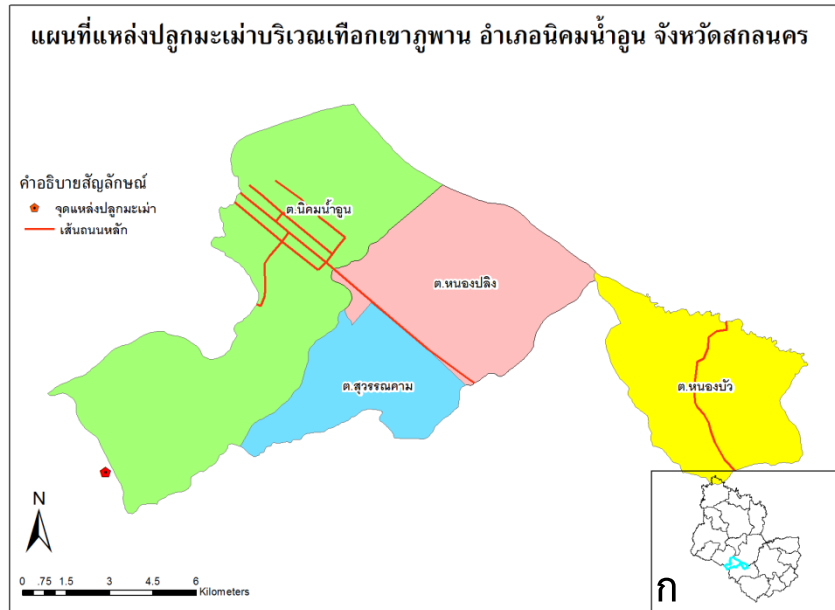 แผนที่แหล่งปลูกมะเม่าบริเวณเทือกเขาภูพาน อำเภอนิคมน้ำอูน จังหวัดสกลนคร
คำอธิบายสัญลักษณ์
จุดแหล่งปลูกมะเม่า
เส้นถนนหลัก
ต.นิคมน้ำอูน
ต.หนองปลิง
ต.สุวรรณคาม
ต.หนองบัว
N
0 .75 1.5 3 4.5 6
Kilometers
ก